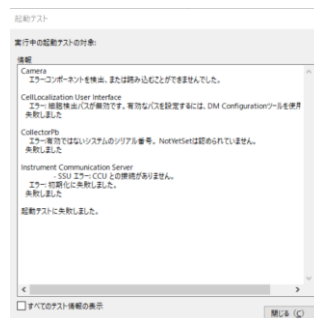 起動テスト
実行中の起動テストの対象:
情報
Camera
エラーコンポーネントを検出、または読み込むことができませんでした。
CellLocalization User Interface
エラー: 細胞検出パスが無効です。有効なパスを設定するには、DM Configurationツールを使用
失敗しました
CollectorPb
エラー:有効ではないシステムのシリアル番号。NotYetSetは認められていません。
失敗しました
Instrument Communication Server
- SSU エラー: CCU との接続がありません。
エラー: 初期化に失敗しました。
失敗しました
起動テストに失敗しました。
すべてのテスト情報の表示
閉じる (C)